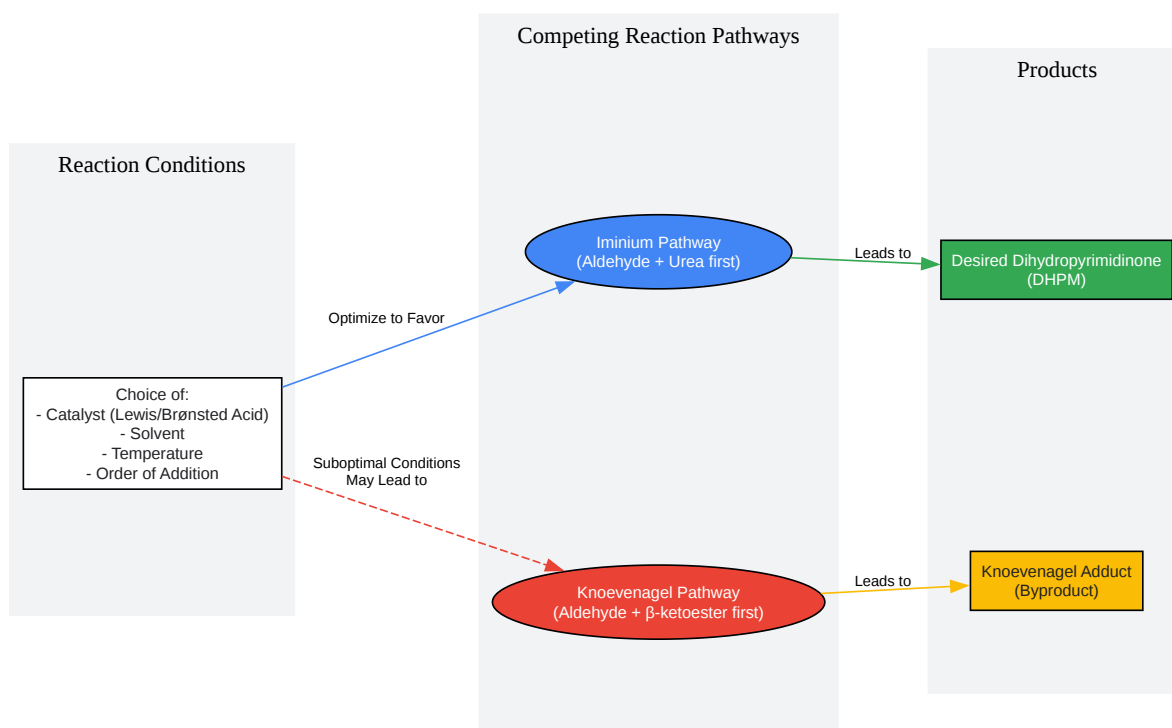 Competing Reaction Pathways
Products
Reaction Conditions
Iminium Pathway
(Aldehyde + Urea first)
Leads to
Desired Dihydropyrimidinone
(DHPM)
Optimize to Favor
Choice of:
- Catalyst (Lewis/Brønsted Acid)
- Solvent
- Temperature
- Order of Addition
Suboptimal Conditions
May Lead to
Knoevenagel Pathway
(Aldehyde + β-ketoester first)
Leads to
Knoevenagel Adduct
(Byproduct)